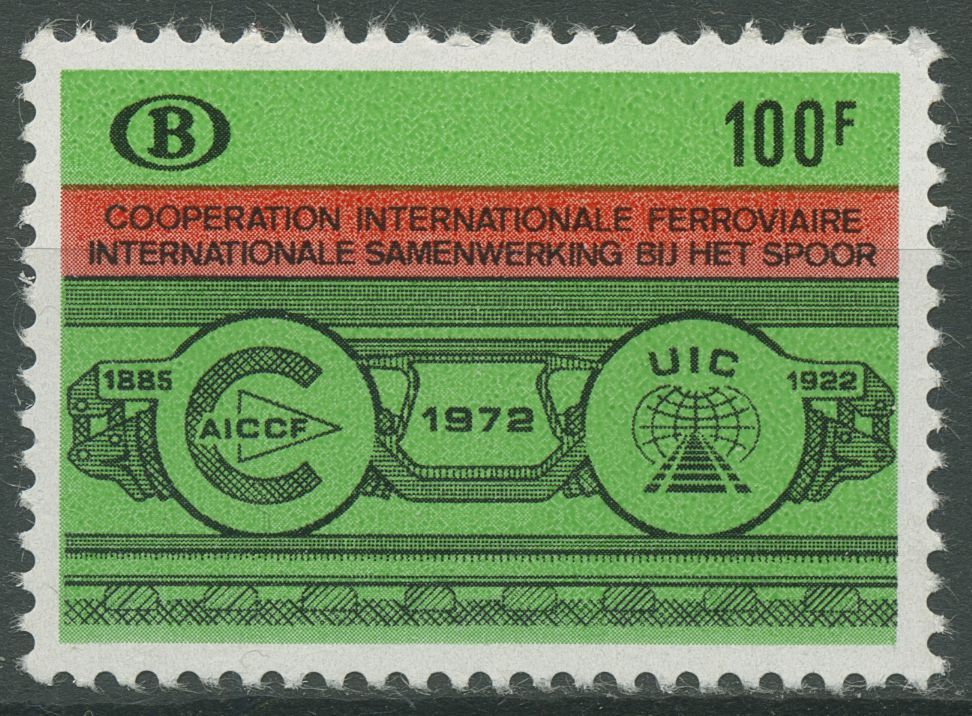 B
100F
COOPERATION INTERNATIONALE FERROVIAIRE
INTERNATIONALE SAMENWERKING BIJ HET SPOOR
1885
AICCF
1972
UIC
1922